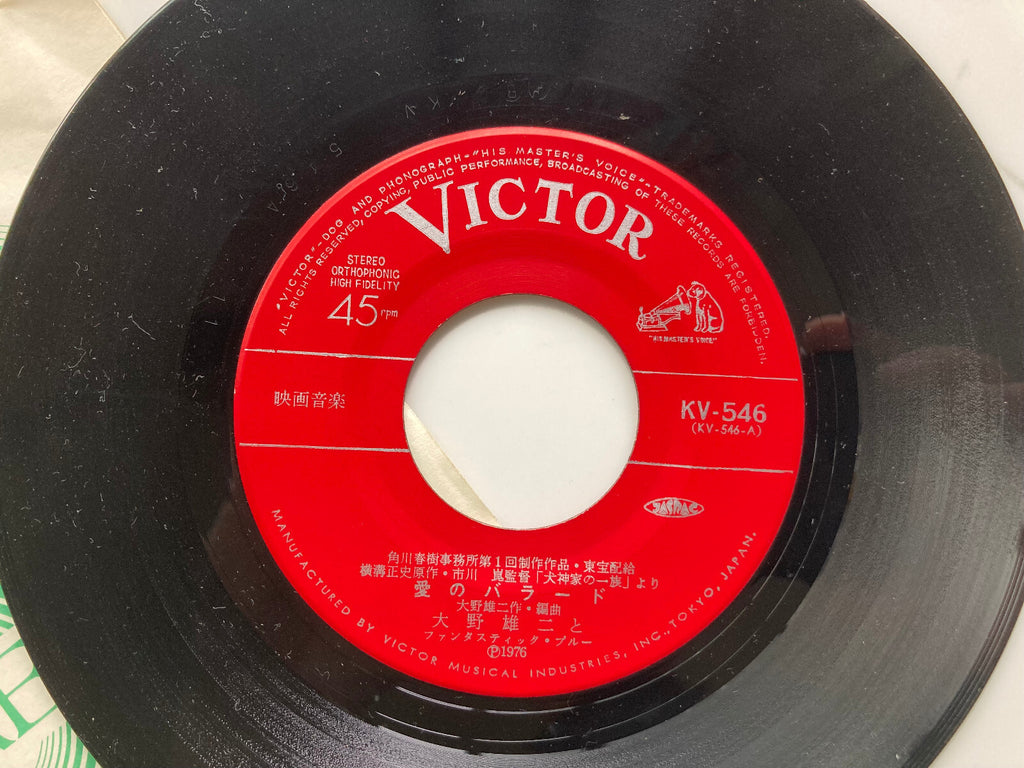 "VICTOR"-DOG AND PHONOGRAPH-"HIS MASTER'S VOICE"-TRADEMARKS REGISTERED.
ALL RIGHTS RESERVED, COPYING, PUBLIC PERFORMANCE, BROADCASTING OF THESE RECORDS ARE FORBIDDEN.
VICTOR
STEREO
ORTHOPHONIC
HIGH FIDELITY
45rpm
"HIS MASTER'S VOICE"
映画音楽
KV-546
(KV-546-A)
JASRAC
角川春樹事務所第1回制作作品・東宝配給
横溝正史原作・市川 崑監督「犬神家の一族」より
愛のバラード
大野雄二作・編曲
大野雄二と
ファンタスティック・ブルー
Ⓟ1976
MANUFACTURED BY VICTOR MUSICAL INDUSTRIES, INC., TOKYO, JAPAN.